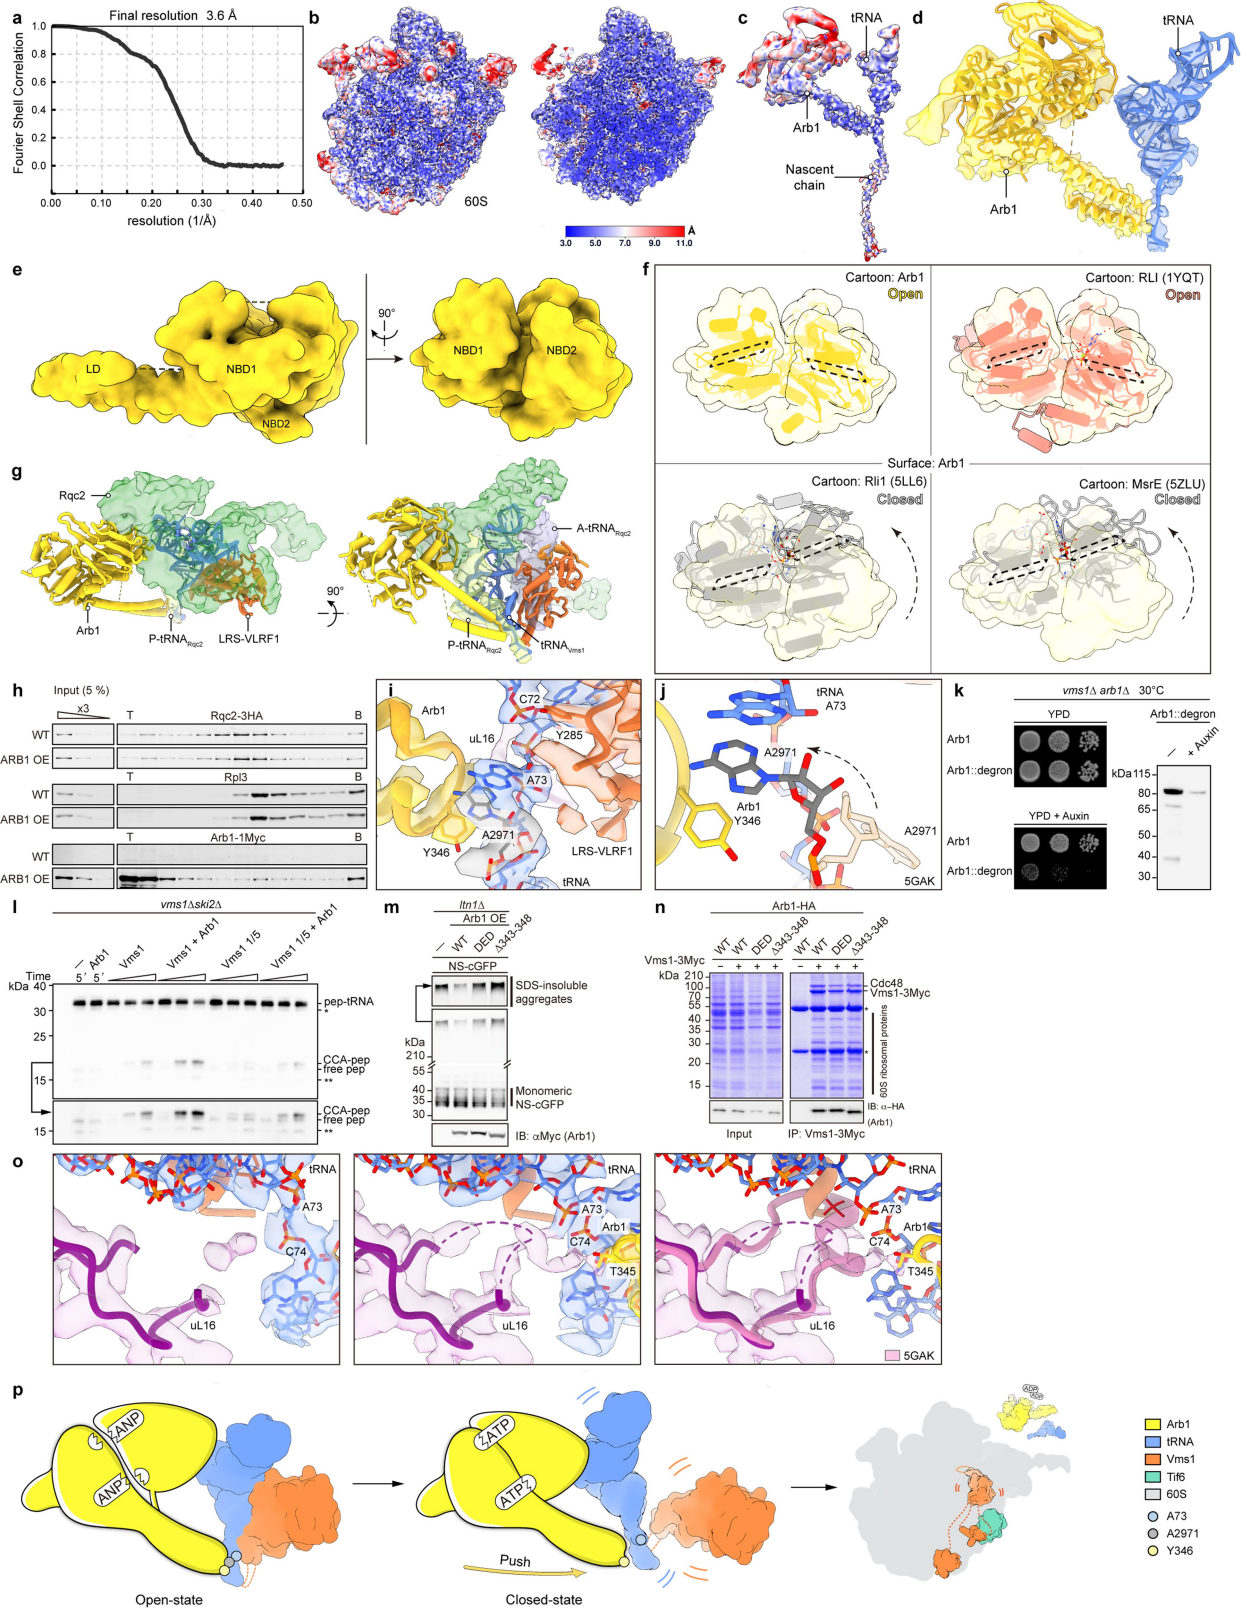 a
Final resolution 3.6 Å
Fourier Shell Correlation
1.0
0.8
0.6
0.4
0.2
0.0
0.00 0.10 0.20 0.30 0.40 0.50
resolution (1/Å)
b
60S
3.0 5.0 7.0 9.0 11.0 Å
c
tRNA
Arb1
Nascent
chain
d
tRNA
Arb1
e
LD
NBD1
NBD2
90°
NBD1
NBD2
f
Cartoon: Arb1
Open
Cartoon: RLI (1YQT)
Open
Surface: Arb1
Cartoon: Rli1 (5LL6)
Closed
Cartoon: MsrE (5ZLU)
Closed
g
Rqc2
Arb1
P-tRNARqc2
LRS-VLRF1
90°
A-tRNARqc2
P-tRNARqc2
tRNAVms1
h
Input (5 %)
x3
T Rqc2-3HA B
WT
ARB1 OE
T Rpl3 B
WT
ARB1 OE
T Arb1-1Myc B
WT
ARB1 OE
i
Arb1
C72
uL16
Y285
A73
A2971
Y346
LRS-VLRF1
tRNA
j
tRNA
A73
A2971
Arb1
Y346
A2971
5GAK
k
vms1Δ arb1Δ 30°C
YPD
Arb1::degron
Arb1
Arb1::degron
– + Auxin
kDa
115
80
65
50
40
30
YPD + Auxin
Arb1
Arb1::degron
l
vms1Δski2Δ
– Arb1 Vms1 Vms1 + Arb1 Vms1 1/5 Vms1 1/5 + Arb1
Time 5' 5'
kDa
40
30
25
15
15
pep-tRNA
*
CCA-pep
free pep
**
CCA-pep
free pep
**
m
ltn1Δ
Arb1 OE
– WT DED Δ343-348
NS-cGFP
SDS-insoluble
aggregates
kDa
210
55
40
35
30
Monomeric
NS-cGFP
IB: αMyc (Arb1)
n
Arb1-HA
WT WT DED Δ343-348 WT WT DED Δ343-348
Vms1-3Myc – + + + – + + +
kDa
210
100
70
55
40
35
30
20
15
Cdc48
Vms1-3Myc
*
*
60S ribosomal proteins
IB: α-HA
(Arb1)
Input
IP: Vms1-3Myc
o
tRNA
A73
C74
uL16
tRNA
A73
Arb1
C74
T345
uL16
tRNA
A73
Arb1
C74
T345
uL16
5GAK
p
ANP
ANP
Open-state
ATP
ATP
Push
Closed-state
ADP
ADP
Arb1
tRNA
Vms1
Tif6
60S
A73
A2971
Y346